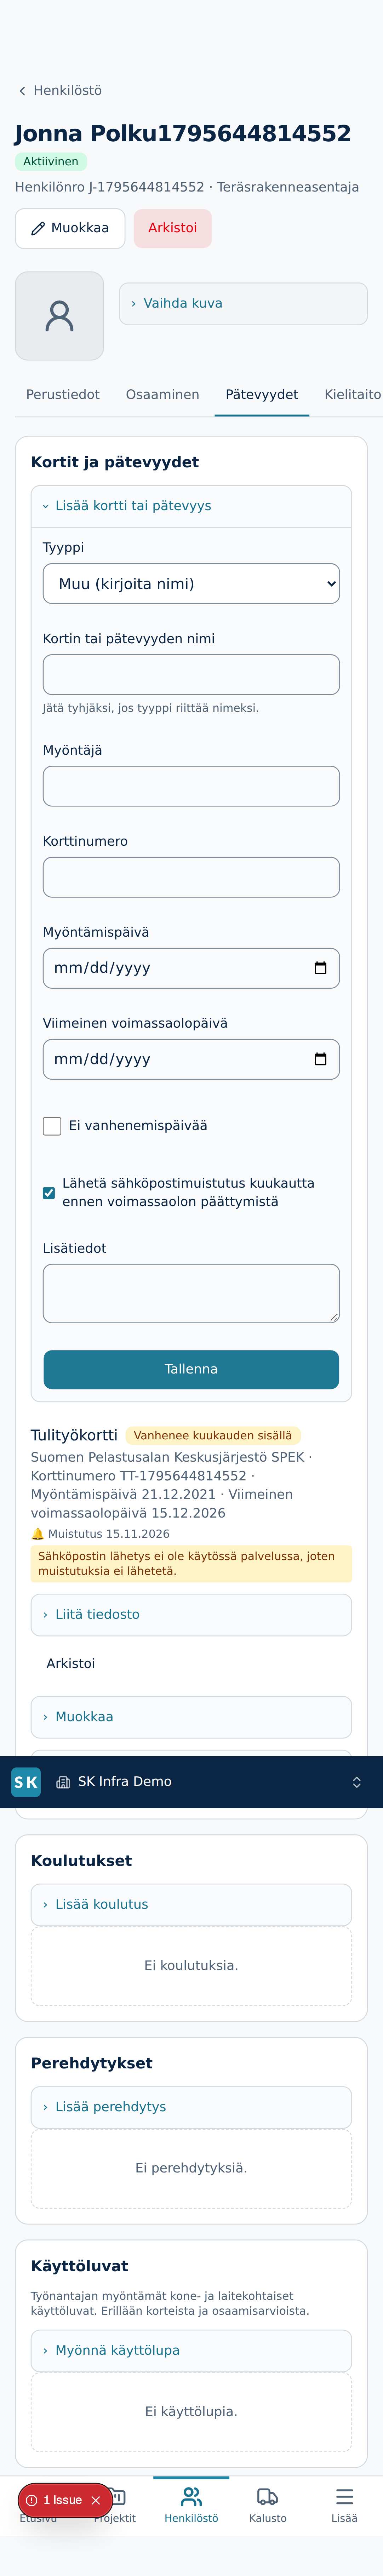 Henkilöstö
Jonna Polku1795644814552
Aktiivinen
Henkilönro J-1795644814552 · Teräsrakenneasentaja
Muokkaa
Arkistoi
Vaihda kuva
Perustiedot Osaaminen Pätevyydet Kielitaito
Kortit ja pätevyydet
Lisää kortti tai pätevyys
Tyyppi
Muu (kirjoita nimi)
Kortin tai pätevyyden nimi
Jätä tyhjäksi, jos tyyppi riittää nimeksi.
Myöntäjä
Korttinumero
Myöntämispäivä
mm/dd/yyyy
Viimeinen voimassaolopäivä
mm/dd/yyyy
Ei vanhenemispäivää
Lähetä sähköpostimuistutus kuukautta
ennen voimassaolon päättymistä
Lisätiedot
Tallenna
Tulityökortti Vanhenee kuukauden sisällä
Suomen Pelastusalan Keskusjärjestö SPEK ·
Korttinumero TT-1795644814552 ·
Myöntämispäivä 21.12.2021 · Viimeinen
voimassaolopäivä 15.12.2026
🔔 Muistutus 15.11.2026
Sähköpostin lähetys ei ole käytössä palvelussa, joten
muistutuksia ei lähetetä.
Liitä tiedosto
Arkistoi
Muokkaa
SK SK Infra Demo
Koulutukset
Lisää koulutus
Ei koulutuksia.
Perehdytykset
Lisää perehdytys
Ei perehdytyksiä.
Käyttöluvat
Työnantajan myöntämät kone- ja laitekohtaiset
käyttöluvat. Erillään korteista ja osaamisarvioista.
Myönnä käyttölupa
Ei käyttölupia.
1 Issue
Etusivu Projektit Henkilöstö Kalusto Lisää